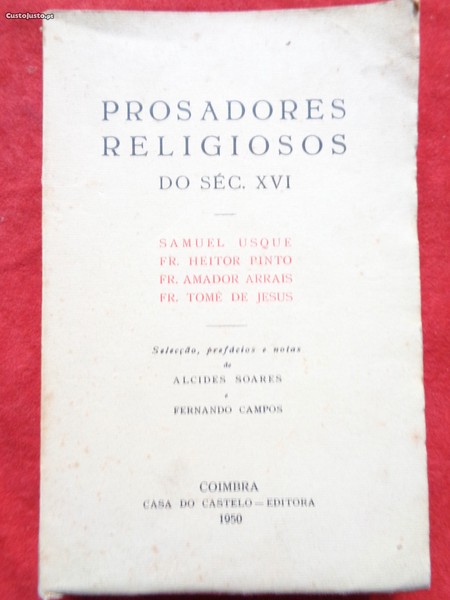 CustoJusto.pt
PROSADORES
RELIGIOSOS
DO SÉC. XVI
SAMUEL USQUE
FR. HEITOR PINTO
FR. AMADOR ARRAIS
FR. TOMÉ DE JESUS
Selecção, prefácios e notas
de
ALCIDES SOARES
e
FERNANDO CAMPOS
COIMBRA
CASA DO CASTELO — EDITORA
1950